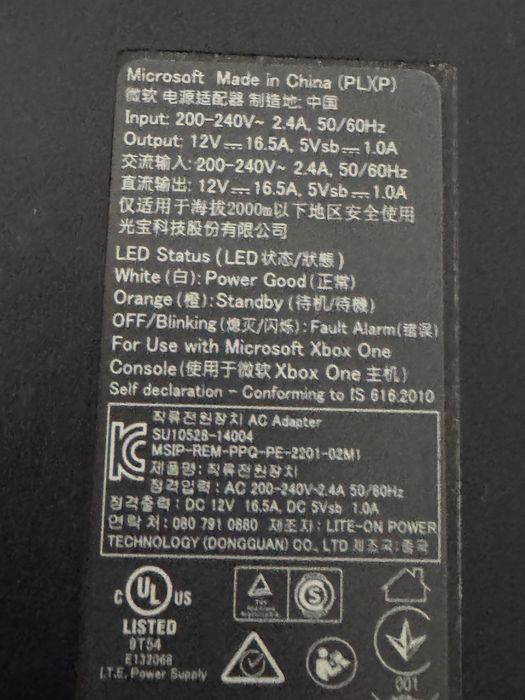 Microsoft Made in China (PL)(P)
微软 电源适配器 制造地: 中国
Input: 200-240V~ 2.4A, 50/60Hz
Output: 12V⎓16.5A, 5Vsb⎓1.0A
交流输入: 200-240V~ 2.4A, 50/60Hz
直流输出: 12V⎓16.5A, 5Vsb⎓1.0A
仅适用于海拔2000m以下地区安全使用
光宝科技股份有限公司
LED Status (LED 状态/狀態)
White (白): Power Good (正常)
Orange (橙): Standby (待机/待機)
OFF/Blinking (熄灭/闪烁): Fault Alarm(错误)
For Use with Microsoft Xbox One
Console (使用于微软 Xbox One 主机)
Self declaration - Conforming to IS 616:2010
직류전원장치 AC Adapter
SU10528-14004
MSIP-REM-PPQ-PE-2201-02M1
제품명: 직류전원장치
정격입력: AC 200-240V~2.4A 50/60Hz
정격출력: DC 12V 16.5A, DC 5Vsb 1.0A
연락처: 080 791 0880 제조자: LITE-ON POWER
TECHNOLOGY (DONGGUAN) CO., LTD 제조국: 중국
c UL US
LISTED
9T54
E132068
I.T.E. Power Supply
001